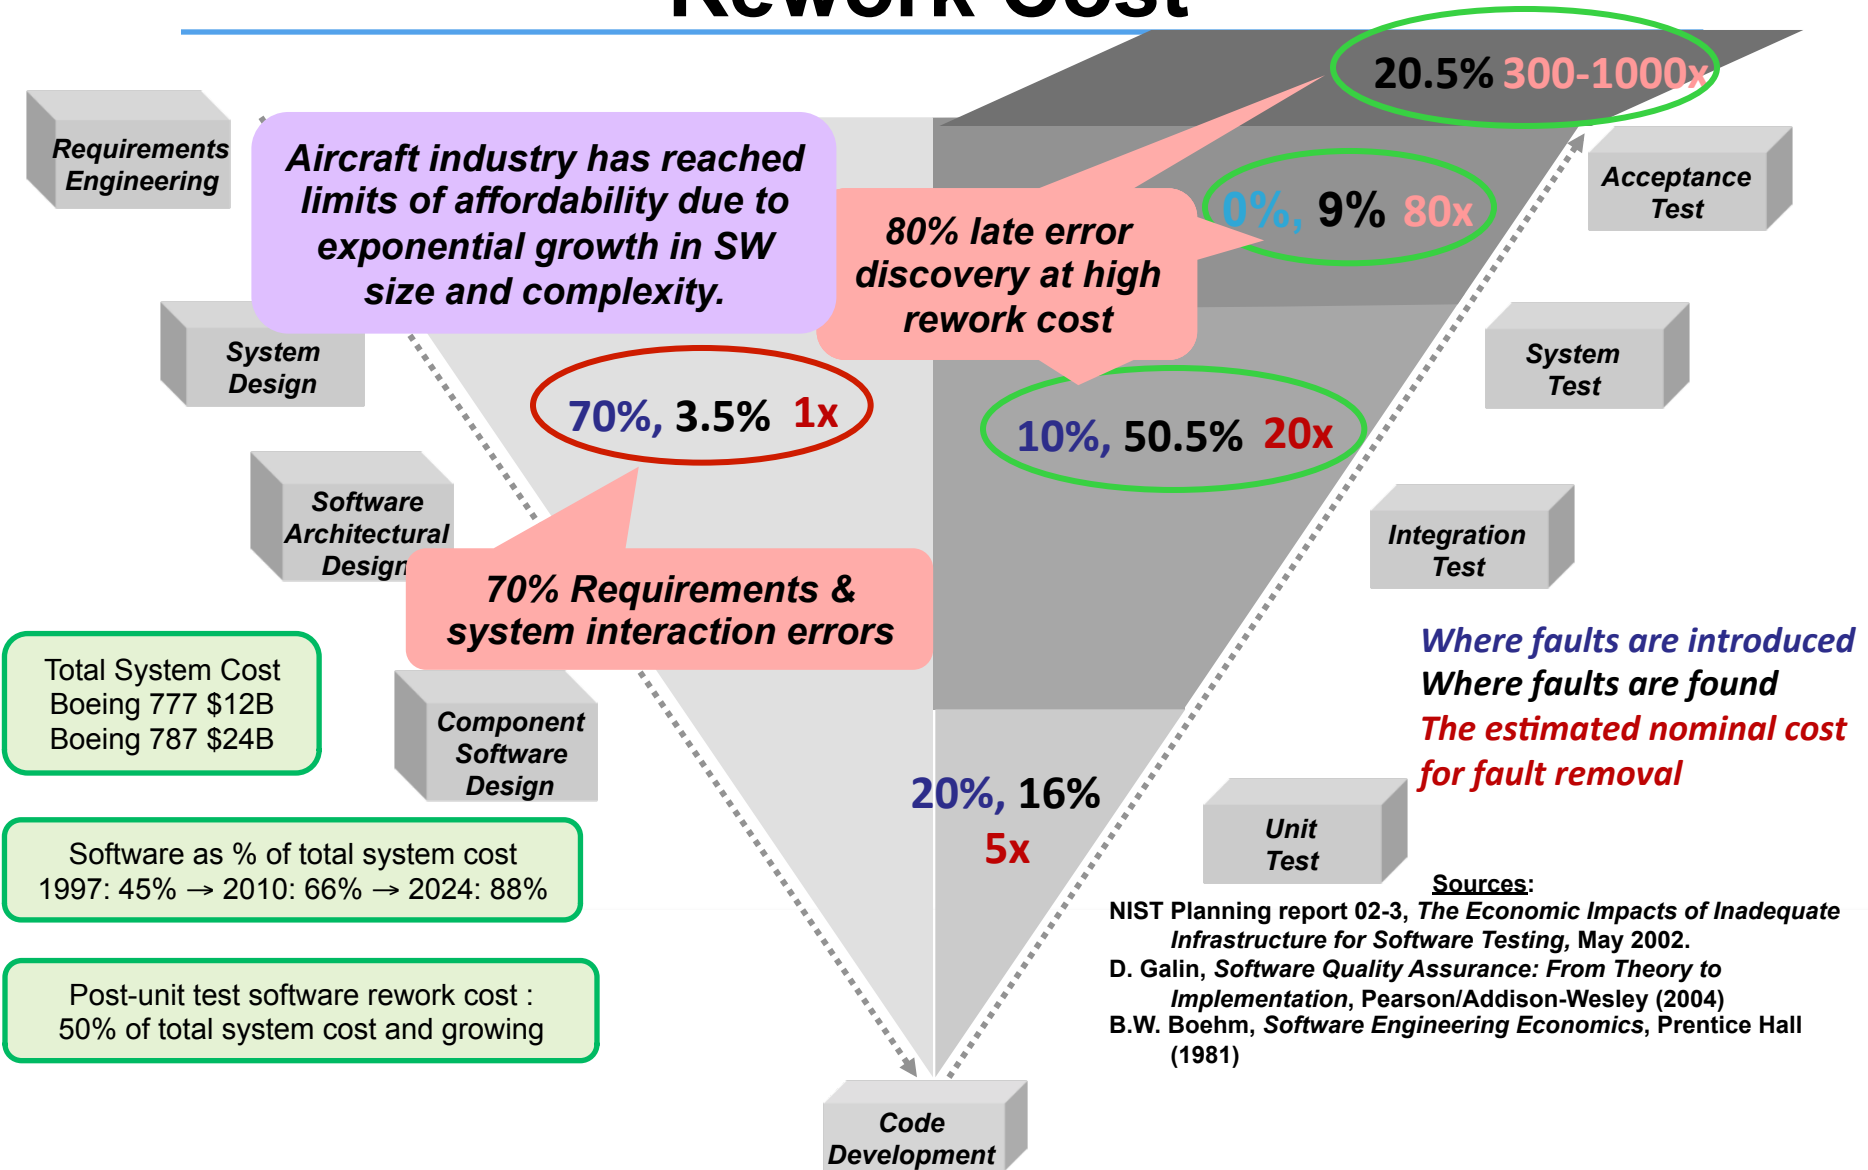 Rework Cost
20.5% 300-1000x
Requirements
Engineering
Aircraft industry has reached
limits of affordability due to
exponential growth in SW
size and complexity.
80% late error
discovery at high
rework cost
0%, 9% 80x
Acceptance
Test
System
Design
70%, 3.5% 1x
10%, 50.5% 20x
System
Test
Software
Architectural
Design
Integration
Test
70% Requirements &
system interaction errors
Where faults are introduced
Where faults are found
The estimated nominal cost
for fault removal
Total System Cost
Boeing 777 $12B
Boeing 787 $24B
Component
Software
Design
20%, 16%
5x
Unit
Test
Software as % of total system cost
1997: 45% → 2010: 66% → 2024: 88%
Post-unit test software rework cost :
50% of total system cost and growing
Sources:
NIST Planning report 02-3, The Economic Impacts of Inadequate
Infrastructure for Software Testing, May 2002.
D. Galin, Software Quality Assurance: From Theory to
Implementation, Pearson/Addison-Wesley (2004)
B.W. Boehm, Software Engineering Economics, Prentice Hall
(1981)
Code
Development